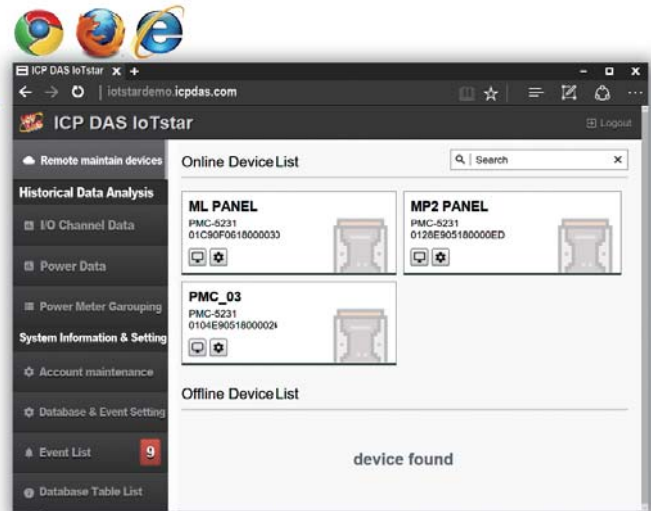 ICP DAS IoTstar x +
iotstardemo.icpdas.com
ICP DAS IoTstar
Logout
Remote maintain devices
Historical Data Analysis
I/O Channel Data
Power Data
Power Meter Garouping
System Information & Setting
Account maintenance
Database & Event Setting
Event List 9
Database Table List
Online Device List
Search x
ML PANEL
PMC-5231
MP2 PANEL
PMC-5231
0128E905180000ED
PMC_03
PMC-5231
Offline Device List
device found